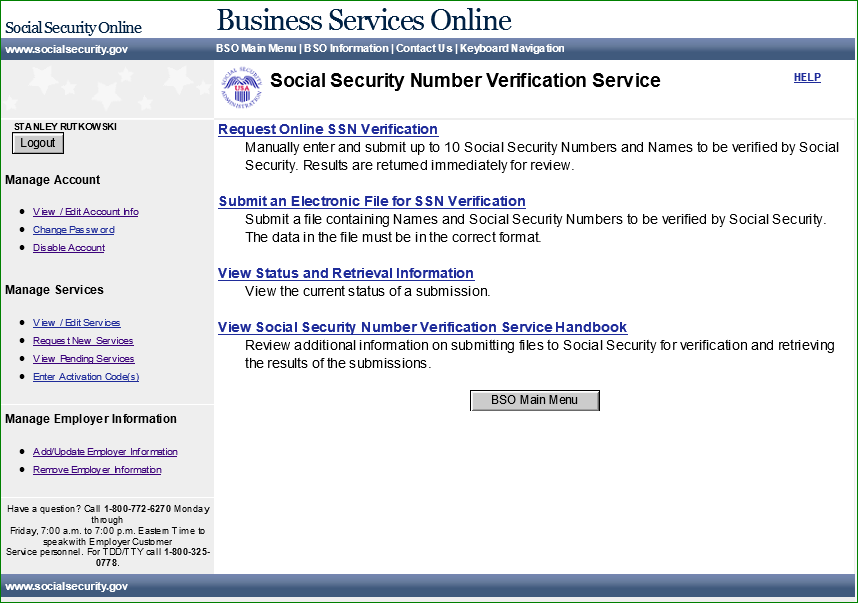 Social Security Online
Business Services Online
www.socialsecurity.gov
BSO Main Menu | BSO Information | Contact Us | Keyboard Navigation
SOCIAL SECURITY ADMINISTRATION
USA
Social Security Number Verification Service
HELP
STANLEY RUTKOWSKI
Logout
Manage Account
View / Edit Account Info
Change Password
Disable Account
Manage Services
View / Edit Services
Request New Services
View Pending Services
Enter Activation Code(s)
Manage Employer Information
Add/Update Employer Information
Remove Employer Information
Have a question? Call 1-800-772-6270 Monday
through
Friday, 7:00 a.m. to 7:00 p.m. Eastern Time to
speak with Employer Customer
Service personnel. For TDD/TTY call 1-800-325-
0778.
Request Online SSN Verification
Manually enter and submit up to 10 Social Security Numbers and Names to be verified by Social
Security. Results are returned immediately for review.
Submit an Electronic File for SSN Verification
Submit a file containing Names and Social Security Numbers to be verified by Social Security.
The data in the file must be in the correct format.
View Status and Retrieval Information
View the current status of a submission.
View Social Security Number Verification Service Handbook
Review additional information on submitting files to Social Security for verification and retrieving
the results of the submissions.
BSO Main Menu
www.socialsecurity.gov